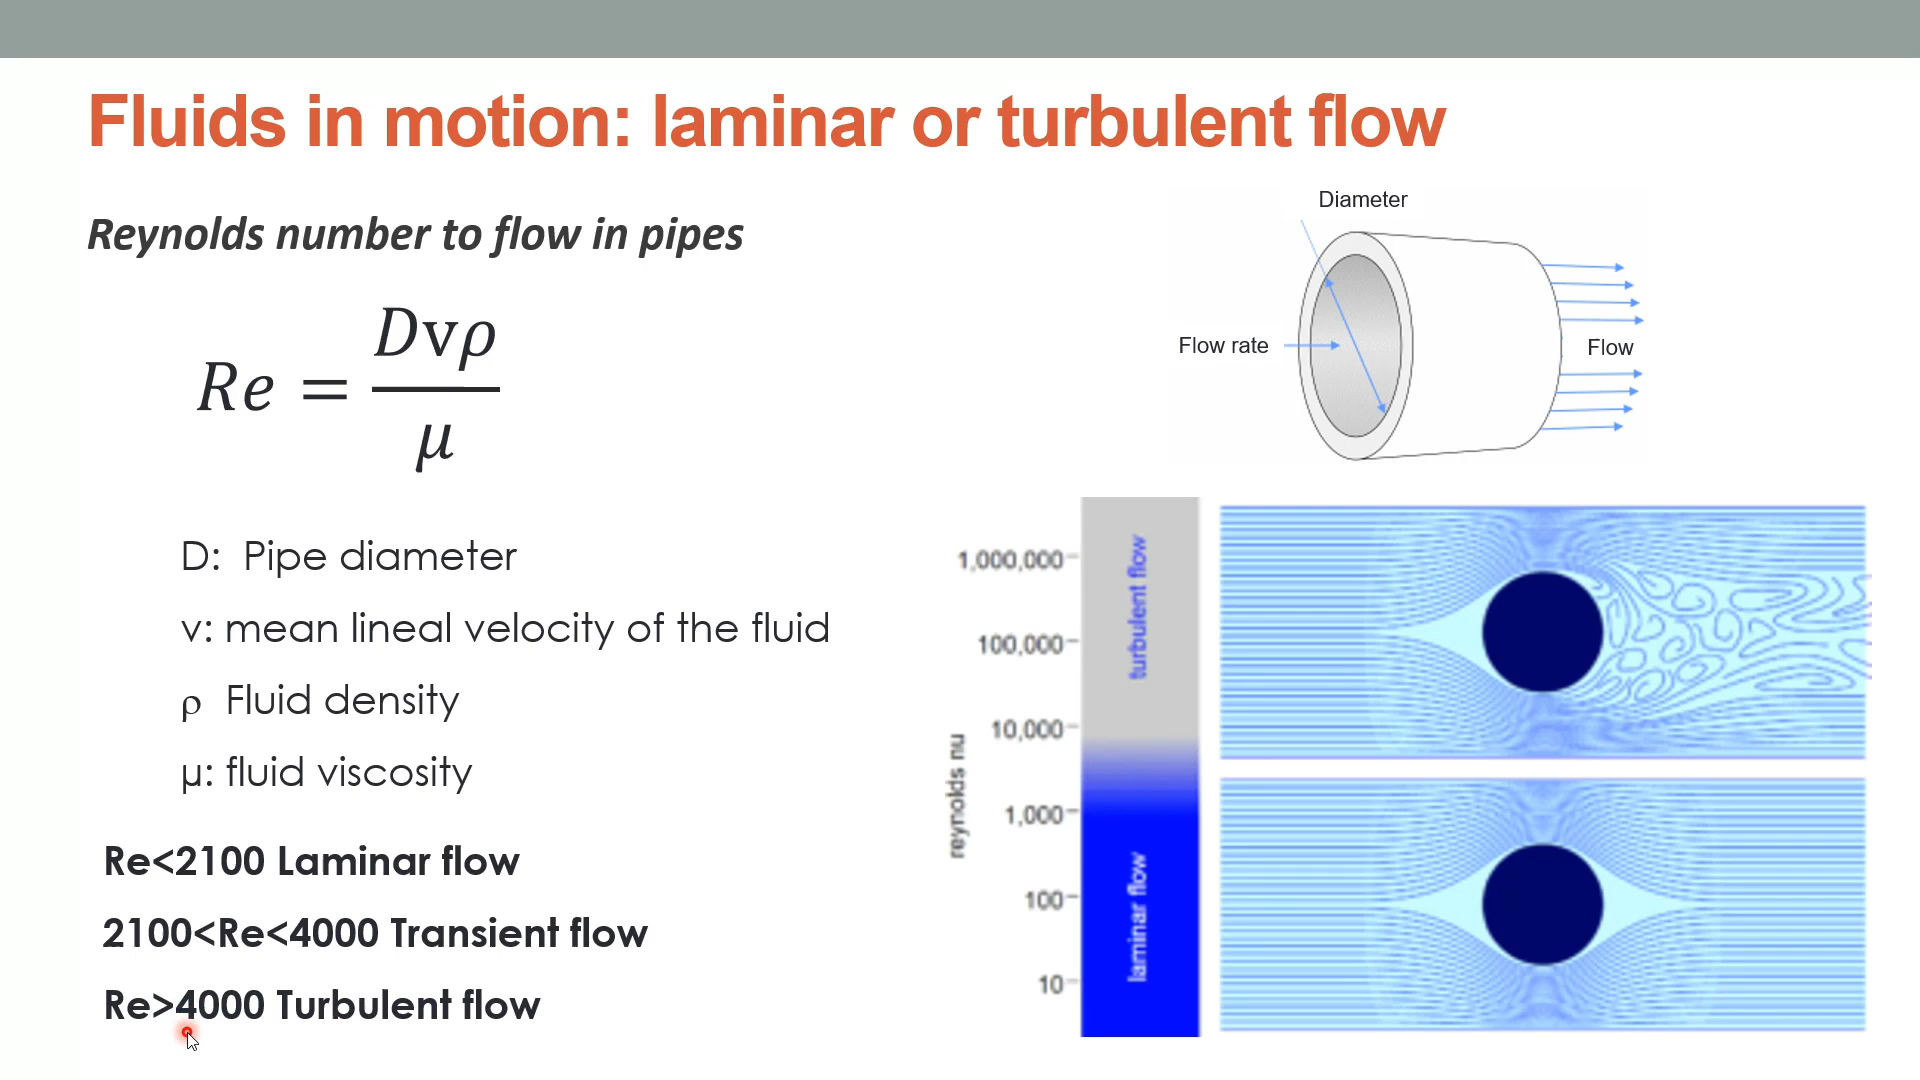 Fluids in motion: laminar or turbulent flow
Reynolds number to flow in pipes
Re = Dvρ / μ
D: Pipe diameter
v: mean lineal velocity of the fluid
ρ Fluid density
μ: fluid viscosity
Re<2100 Laminar flow
2100<Re<4000 Transient flow
Re>4000 Turbulent flow
Diameter
Flow rate
Flow
reynolds nu
1,000,000
100,000
10,000
1,000
100
10
turbulent flow
laminar flow